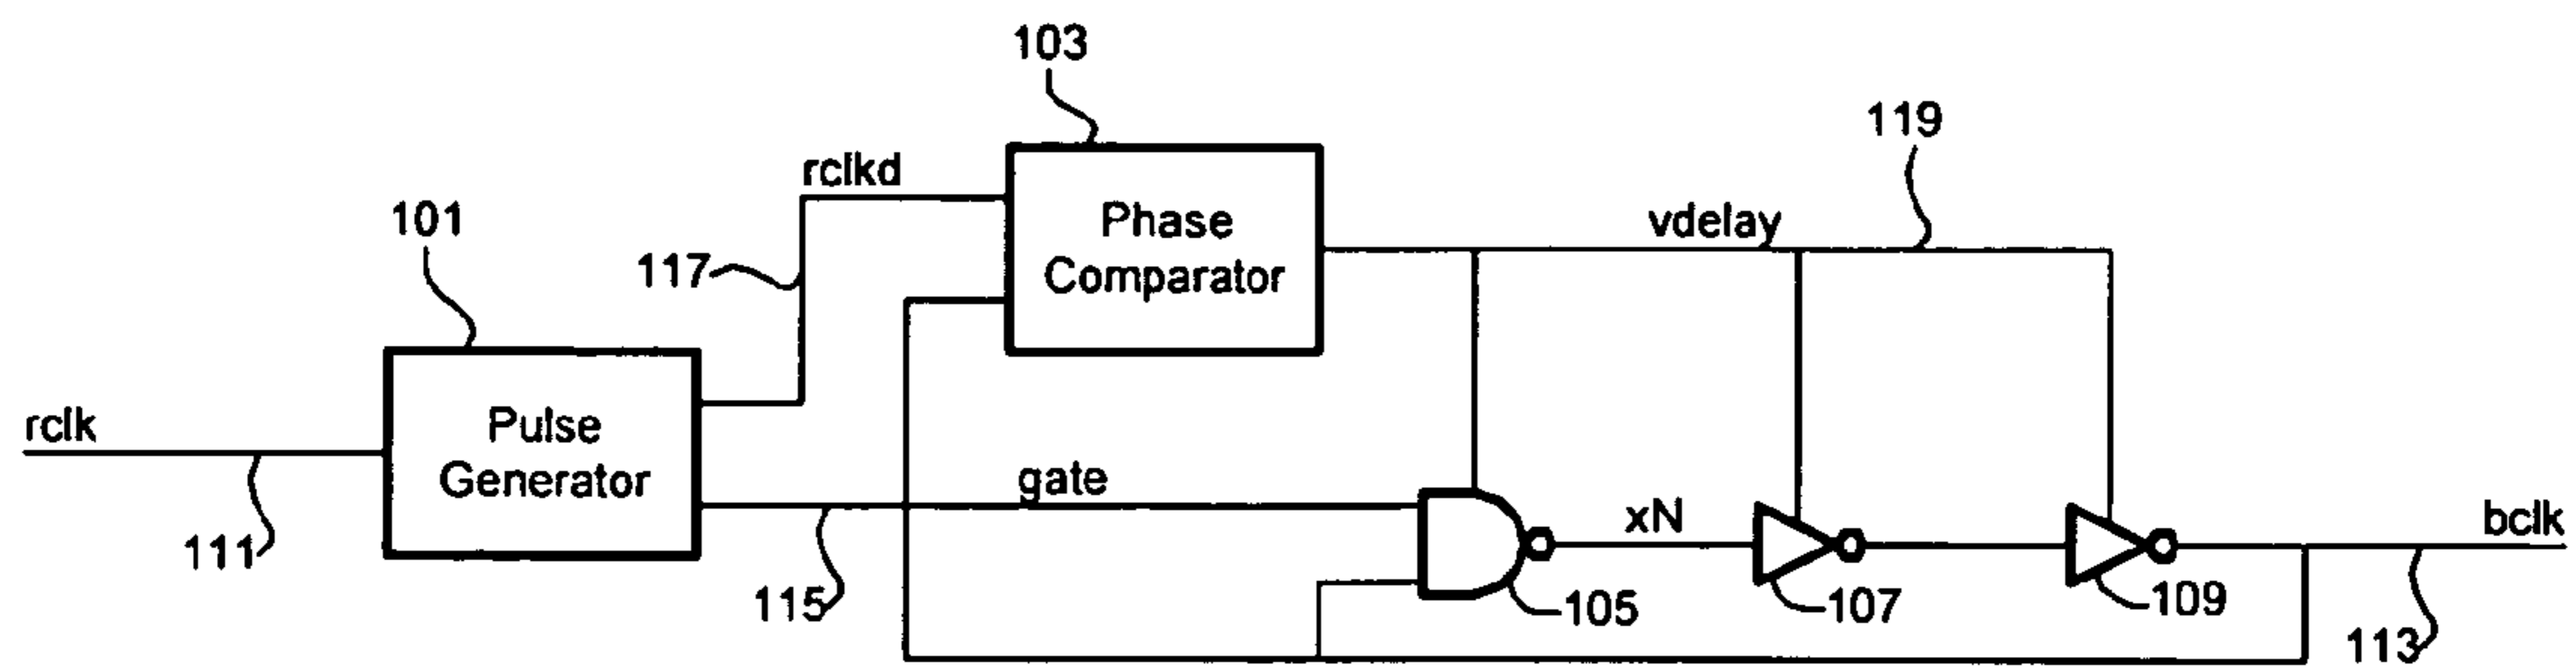 103
119
rclkd
101
Phase
Comparator
vdelay
117
rclk
Pulse
Generator
gate
xN
bclk
111
115
105
107
109
113